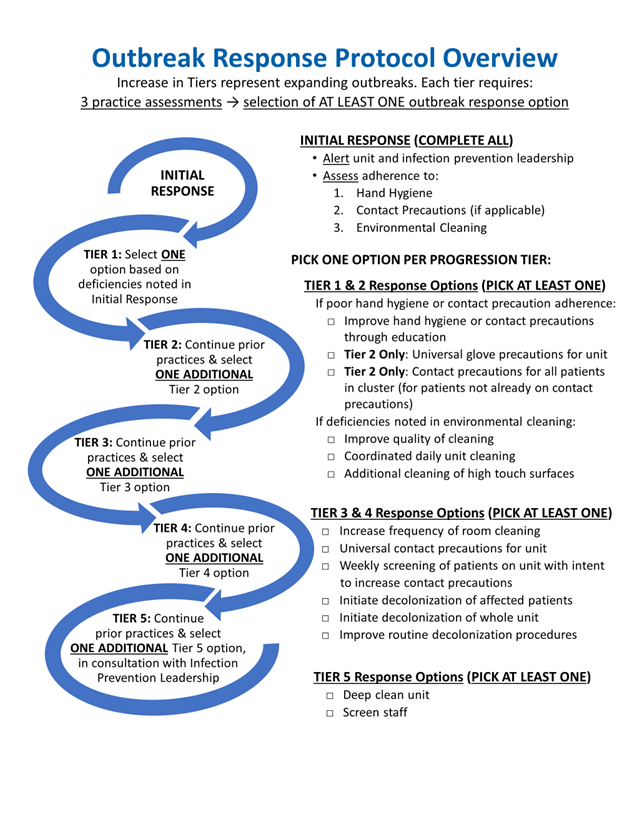 Outbreak Response Protocol Overview
Increase in Tiers represent expanding outbreaks. Each tier requires:
3 practice assessments → selection of AT LEAST ONE outbreak response option
INITIAL
RESPONSE
TIER 1: Select ONE
option based on
deficiencies noted in
Initial Response
TIER 2: Continue prior
practices & select
ONE ADDITIONAL
Tier 2 option
TIER 3: Continue prior
practices & select
ONE ADDITIONAL
Tier 3 option
TIER 4: Continue prior
practices & select
ONE ADDITIONAL
Tier 4 option
TIER 5: Continue
prior practices & select
ONE ADDITIONAL Tier 5 option,
in consultation with Infection
Prevention Leadership
INITIAL RESPONSE (COMPLETE ALL)
• Alert unit and infection prevention leadership
• Assess adherence to:
1. Hand Hygiene
2. Contact Precautions (if applicable)
3. Environmental Cleaning
PICK ONE OPTION PER PROGRESSION TIER:
TIER 1 & 2 Response Options (PICK AT LEAST ONE)
If poor hand hygiene or contact precaution adherence:
□ Improve hand hygiene or contact precautions
through education
□ Tier 2 Only: Universal glove precautions for unit
□ Tier 2 Only: Contact precautions for all patients
in cluster (for patients not already on contact
precautions)
If deficiencies noted in environmental cleaning:
□ Improve quality of cleaning
□ Coordinated daily unit cleaning
□ Additional cleaning of high touch surfaces
TIER 3 & 4 Response Options (PICK AT LEAST ONE)
□ Increase frequency of room cleaning
□ Universal contact precautions for unit
□ Weekly screening of patients on unit with intent
to increase contact precautions
□ Initiate decolonization of affected patients
□ Initiate decolonization of whole unit
□ Improve routine decolonization procedures
TIER 5 Response Options (PICK AT LEAST ONE)
□ Deep clean unit
□ Screen staff